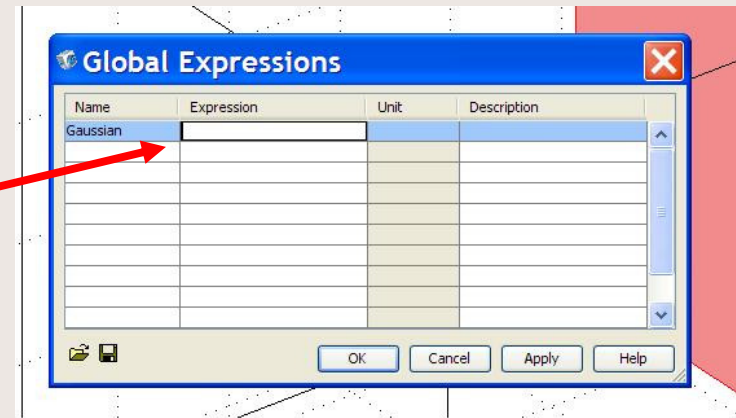 Global Expressions
Name Expression Unit Description
Gaussian
OK Cancel Apply Help